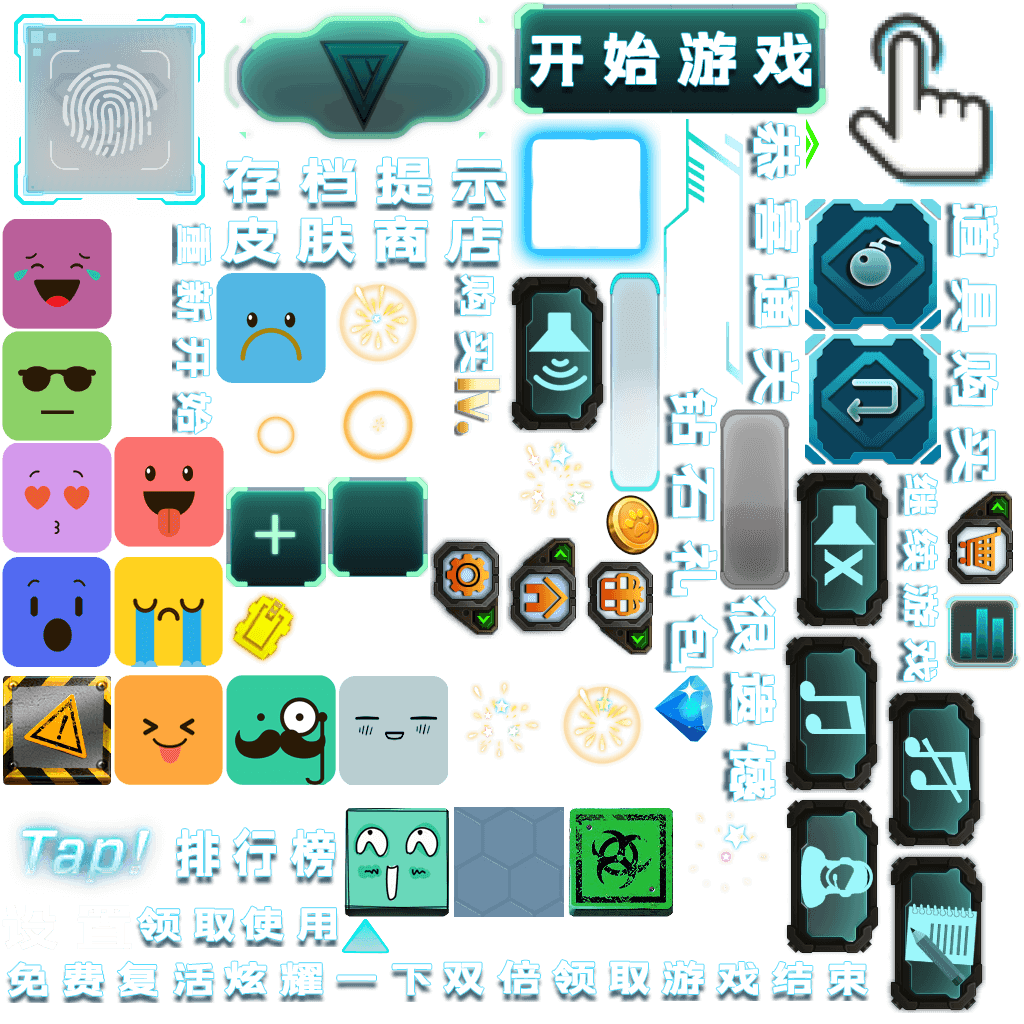 开始游戏
存档提示
皮肤商店
恭喜通关
重新开始
购买
lv.
道具购买
钻石礼包
继续游戏
很遗憾
Tap!
排行榜
设置
领取使用
免费复活炫耀一下双倍领取游戏结束